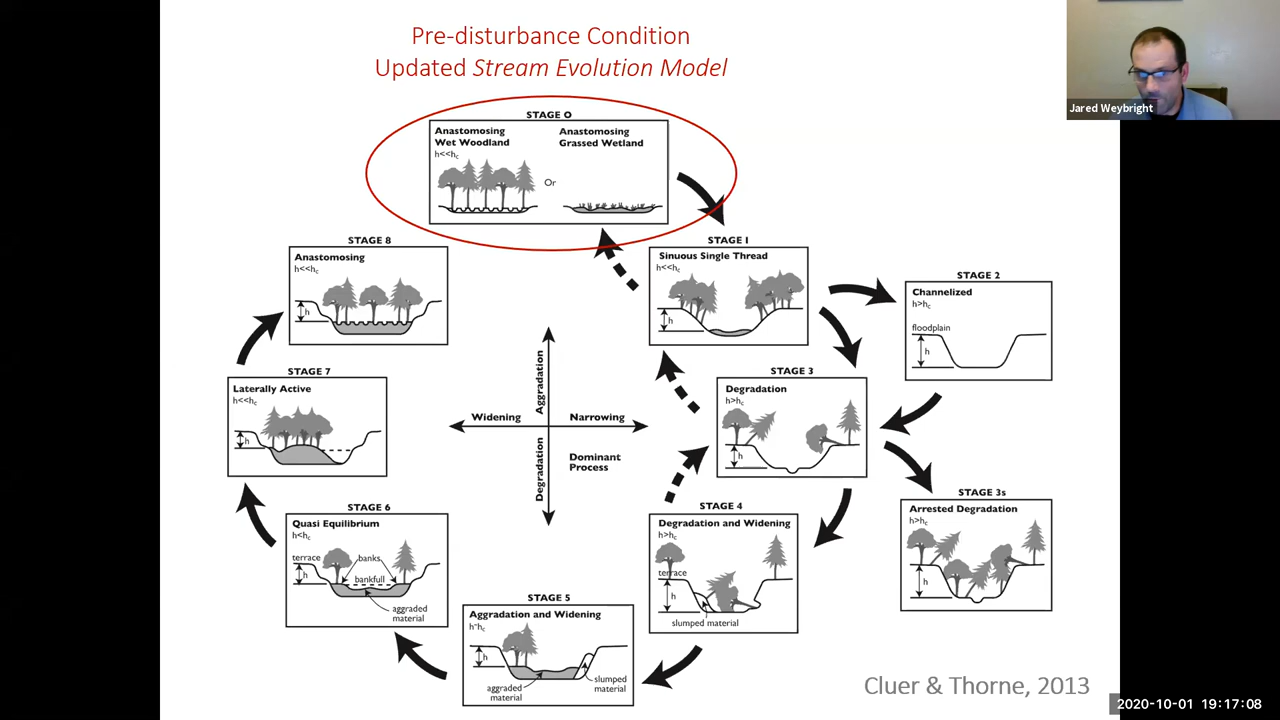 Pre-disturbance Condition
Updated Stream Evolution Model
Jared Weybright
STAGE 0
Anastomosing
Wet Woodland
h<<hc
Or
Anastomosing
Grassed Wetland
STAGE 8
Anastomosing
h<<hc
h
STAGE 1
Sinuous Single Thread
h<<hc
h
STAGE 2
Channelized
h>hc
floodplain
h
STAGE 7
Laterally Active
h<<hc
h
Aggradation
Widening
Narrowing
Degradation
Dominant
Process
STAGE 3
Degradation
h>hc
h
STAGE 6
Quasi Equilibrium
h<hc
terrace
banks
h
bankfull
aggraded
material
STAGE 4
Degradation and Widening
h>hc
terrace
h
slumped material
STAGE 3s
Arrested Degradation
h>hc
h
STAGE 5
Aggradation and Widening
h~hc
h
aggraded
material
slumped
material
Cluer & Thorne, 2013
2020-10-01 19:17:08